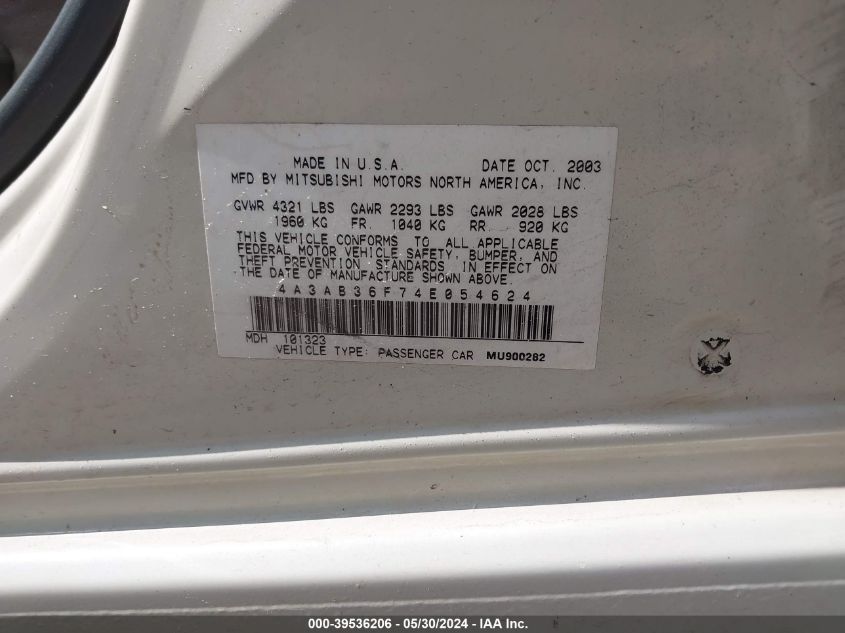 MADE IN U.S.A. DATE OCT. 2003
MFD BY MITSUBISHI MOTORS NORTH AMERICA, INC.
GVWR 4321 LBS GAWR 2293 LBS GAWR 2028 LBS
1960 KG FR. 1040 KG RR. 920 KG
THIS VEHICLE CONFORMS TO ALL APPLICABLE
FEDERAL MOTOR VEHICLE SAFETY, BUMPER, AND
THEFT PREVENTION STANDARDS IN EFFECT ON
THE DATE OF MANUFACTURE SHOWN ABOVE.
4A3AB36F74E054624
MDH 101323
VEHICLE TYPE: PASSENGER CAR MU900282
000-39536206 - 05/30/2024 - IAA Inc.